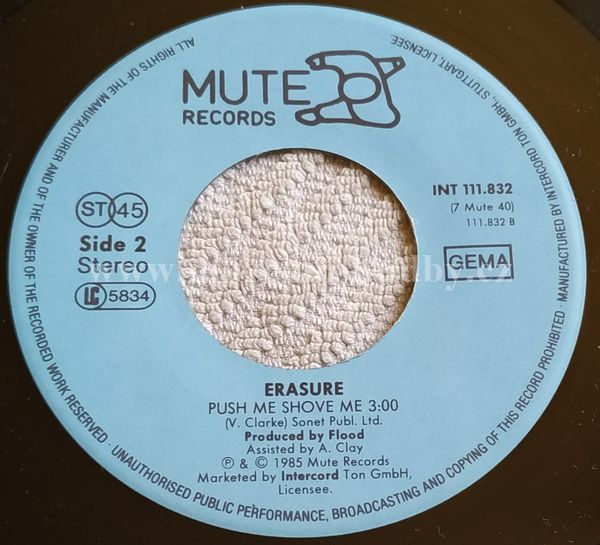 MUTE
RECORDS
INT 111.832
(7 Mute 40)
111.832 B
ST 45
Side 2
Stereo
LC 5834
GEMA
ERASURE
PUSH ME SHOVE ME 3:00
(V. Clarke) Sonet Publ. Ltd.
Produced by Flood
Assisted by A. Clay
℗ & © 1985 Mute Records
Marketed by Intercord Ton GmbH,
Licensee.
ALL RIGHTS OF THE MANUFACTURER AND OF THE OWNER OF THE RECORDED WORK RESERVED · UNAUTHORISED PUBLIC PERFORMANCE, BROADCASTING AND COPYING OF THIS RECORD PROHIBITED · MANUFACTURED BY INTERCORD TON GMBH, STUTTGART, LICENSEE.